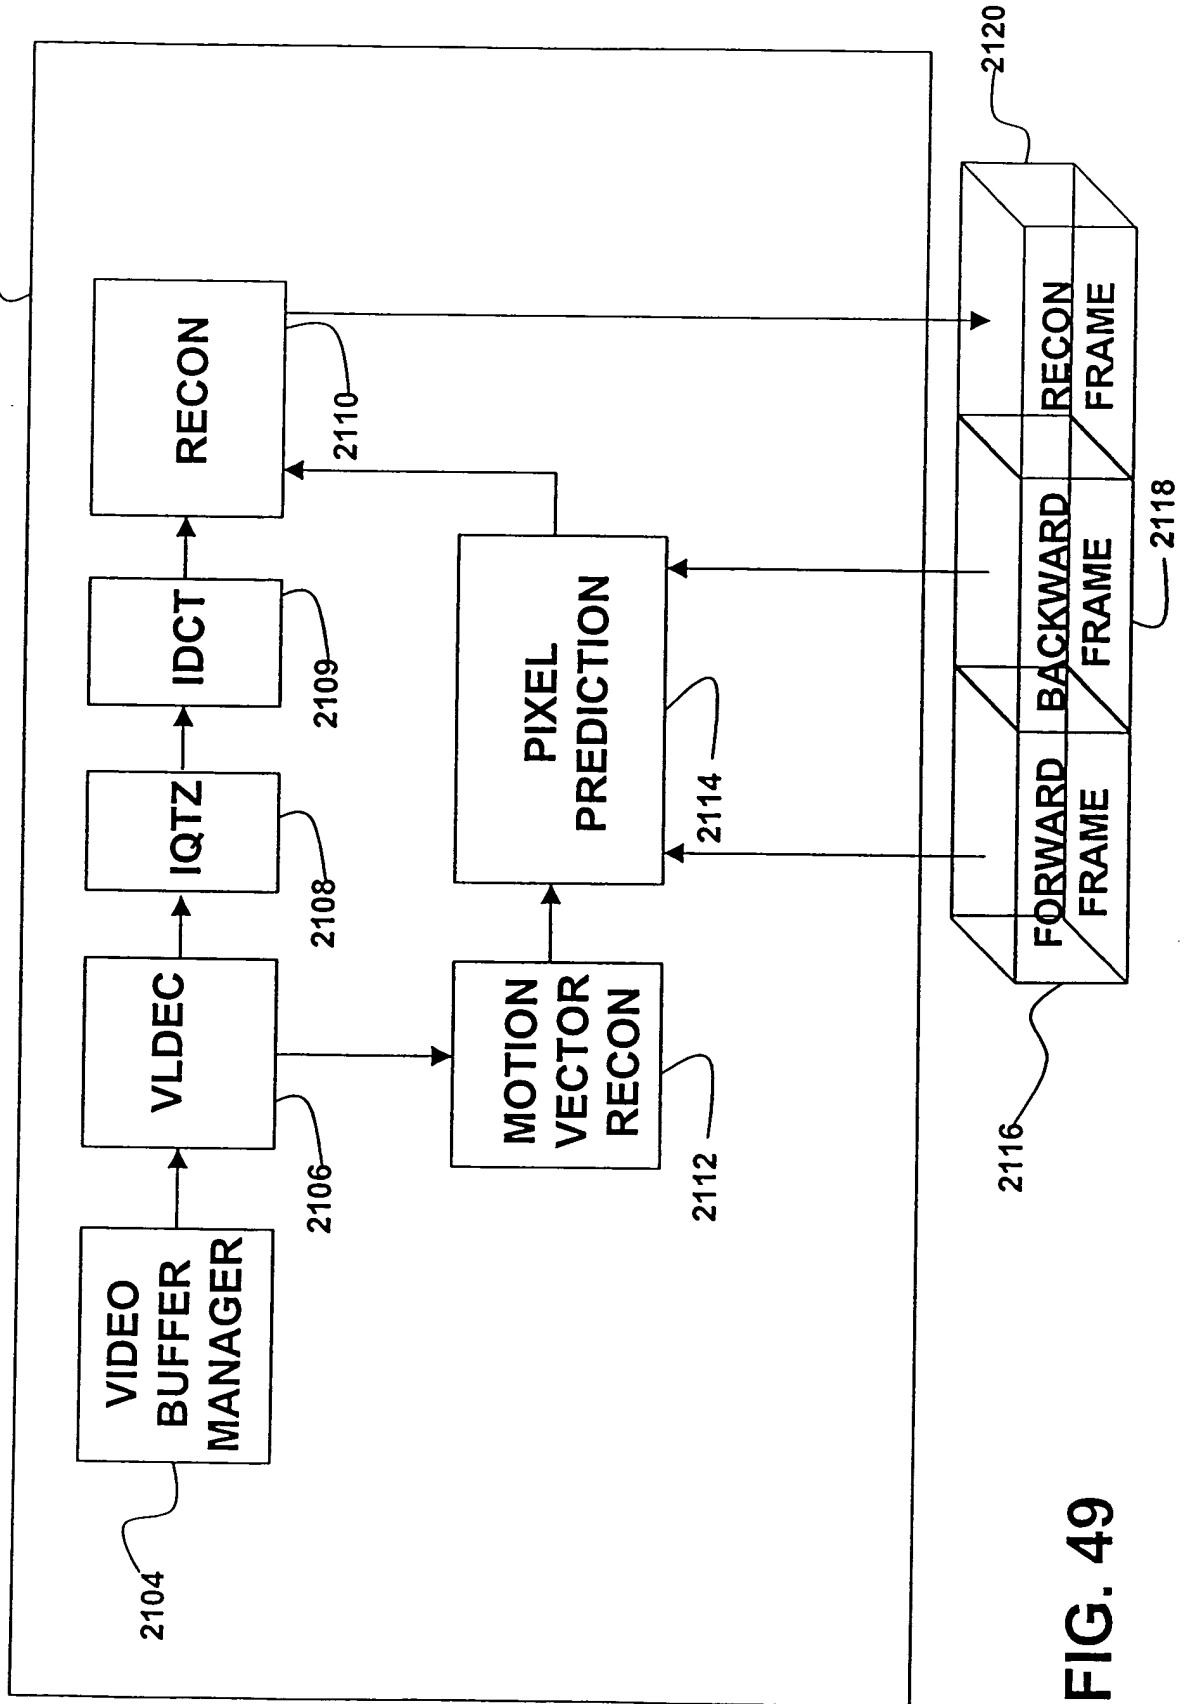 VIDEO
BUFFER
MANAGER
2104
VLDEC
2106
IQTZ
2108
IDCT
2109
RECON
2110
MOTION
VECTOR
RECON
2112
PIXEL
PREDICTION
2114
FORWARD
FRAME
2116
BACKWARD
FRAME
2118
RECON
FRAME
2120
FIG. 49